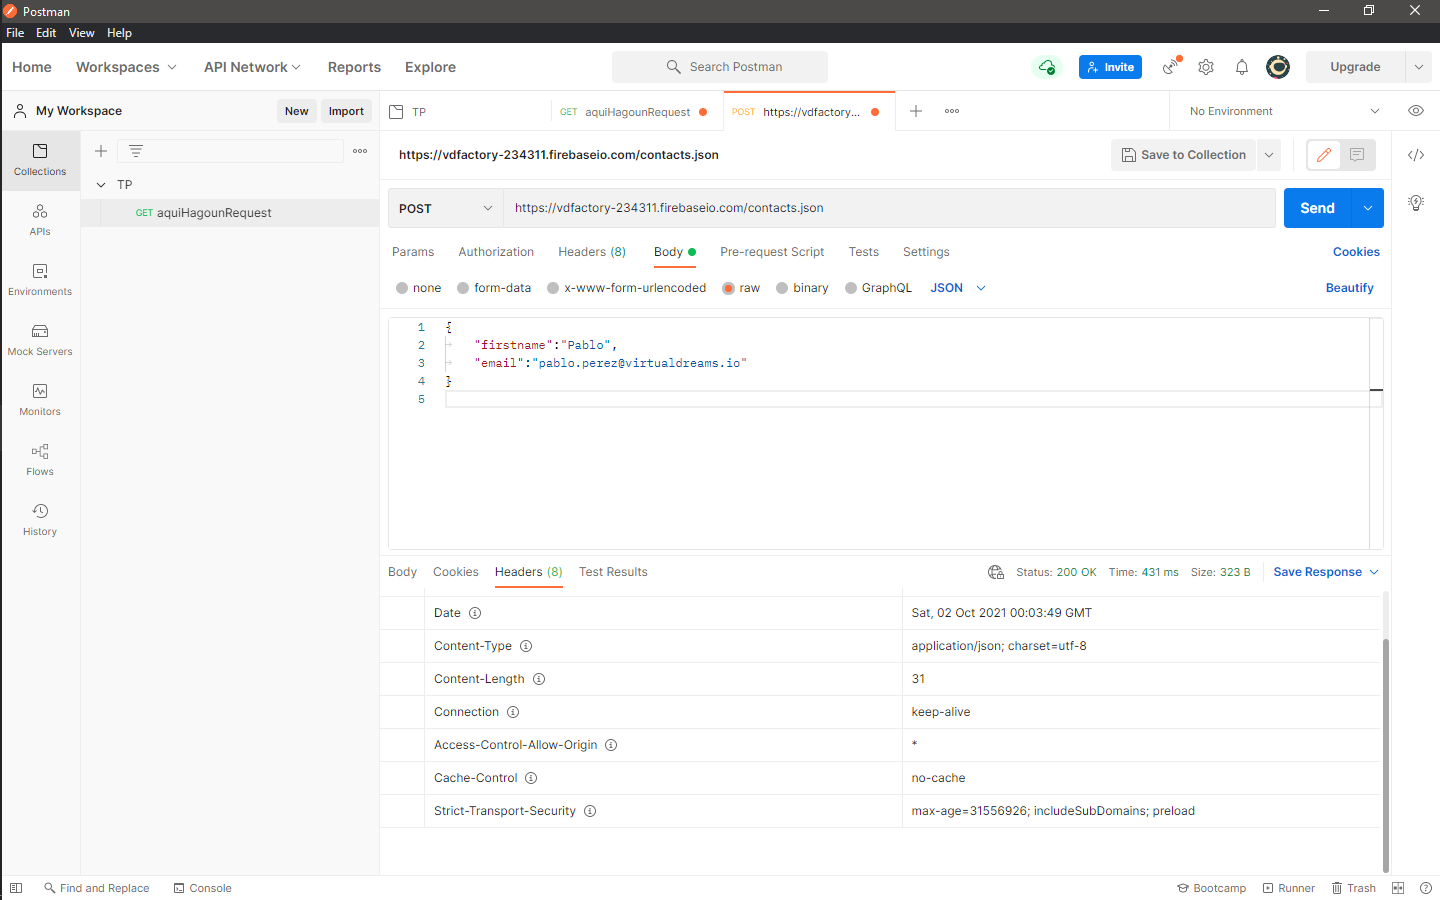 Postman
File Edit View Help
Home Workspaces API Network Reports Explore Search Postman Invite Upgrade
My Workspace New Import TP GET aquiHagounRequest POST https://vdfactory... No Environment
Collections
APIs
Environments
Mock Servers
Monitors
Flows
History
TP
GET aquiHagounRequest
https://vdfactory-234311.firebaseio.com/contacts.json Save to Collection
POST https://vdfactory-234311.firebaseio.com/contacts.json Send
Params Authorization Headers (8) Body Pre-request Script Tests Settings Cookies
none form-data x-www-form-urlencoded raw binary GraphQL JSON Beautify
1 {
2 "firstname":"Pablo",
3 "email":"pablo.perez@virtualdreams.io"
4 }
5
Body Cookies Headers (8) Test Results Status: 200 OK Time: 431 ms Size: 323 B Save Response
Date Sat, 02 Oct 2021 00:03:49 GMT
Content-Type application/json; charset=utf-8
Content-Length 31
Connection keep-alive
Access-Control-Allow-Origin *
Cache-Control no-cache
Strict-Transport-Security max-age=31556926; includeSubDomains; preload
Find and Replace Console Bootcamp Runner Trash